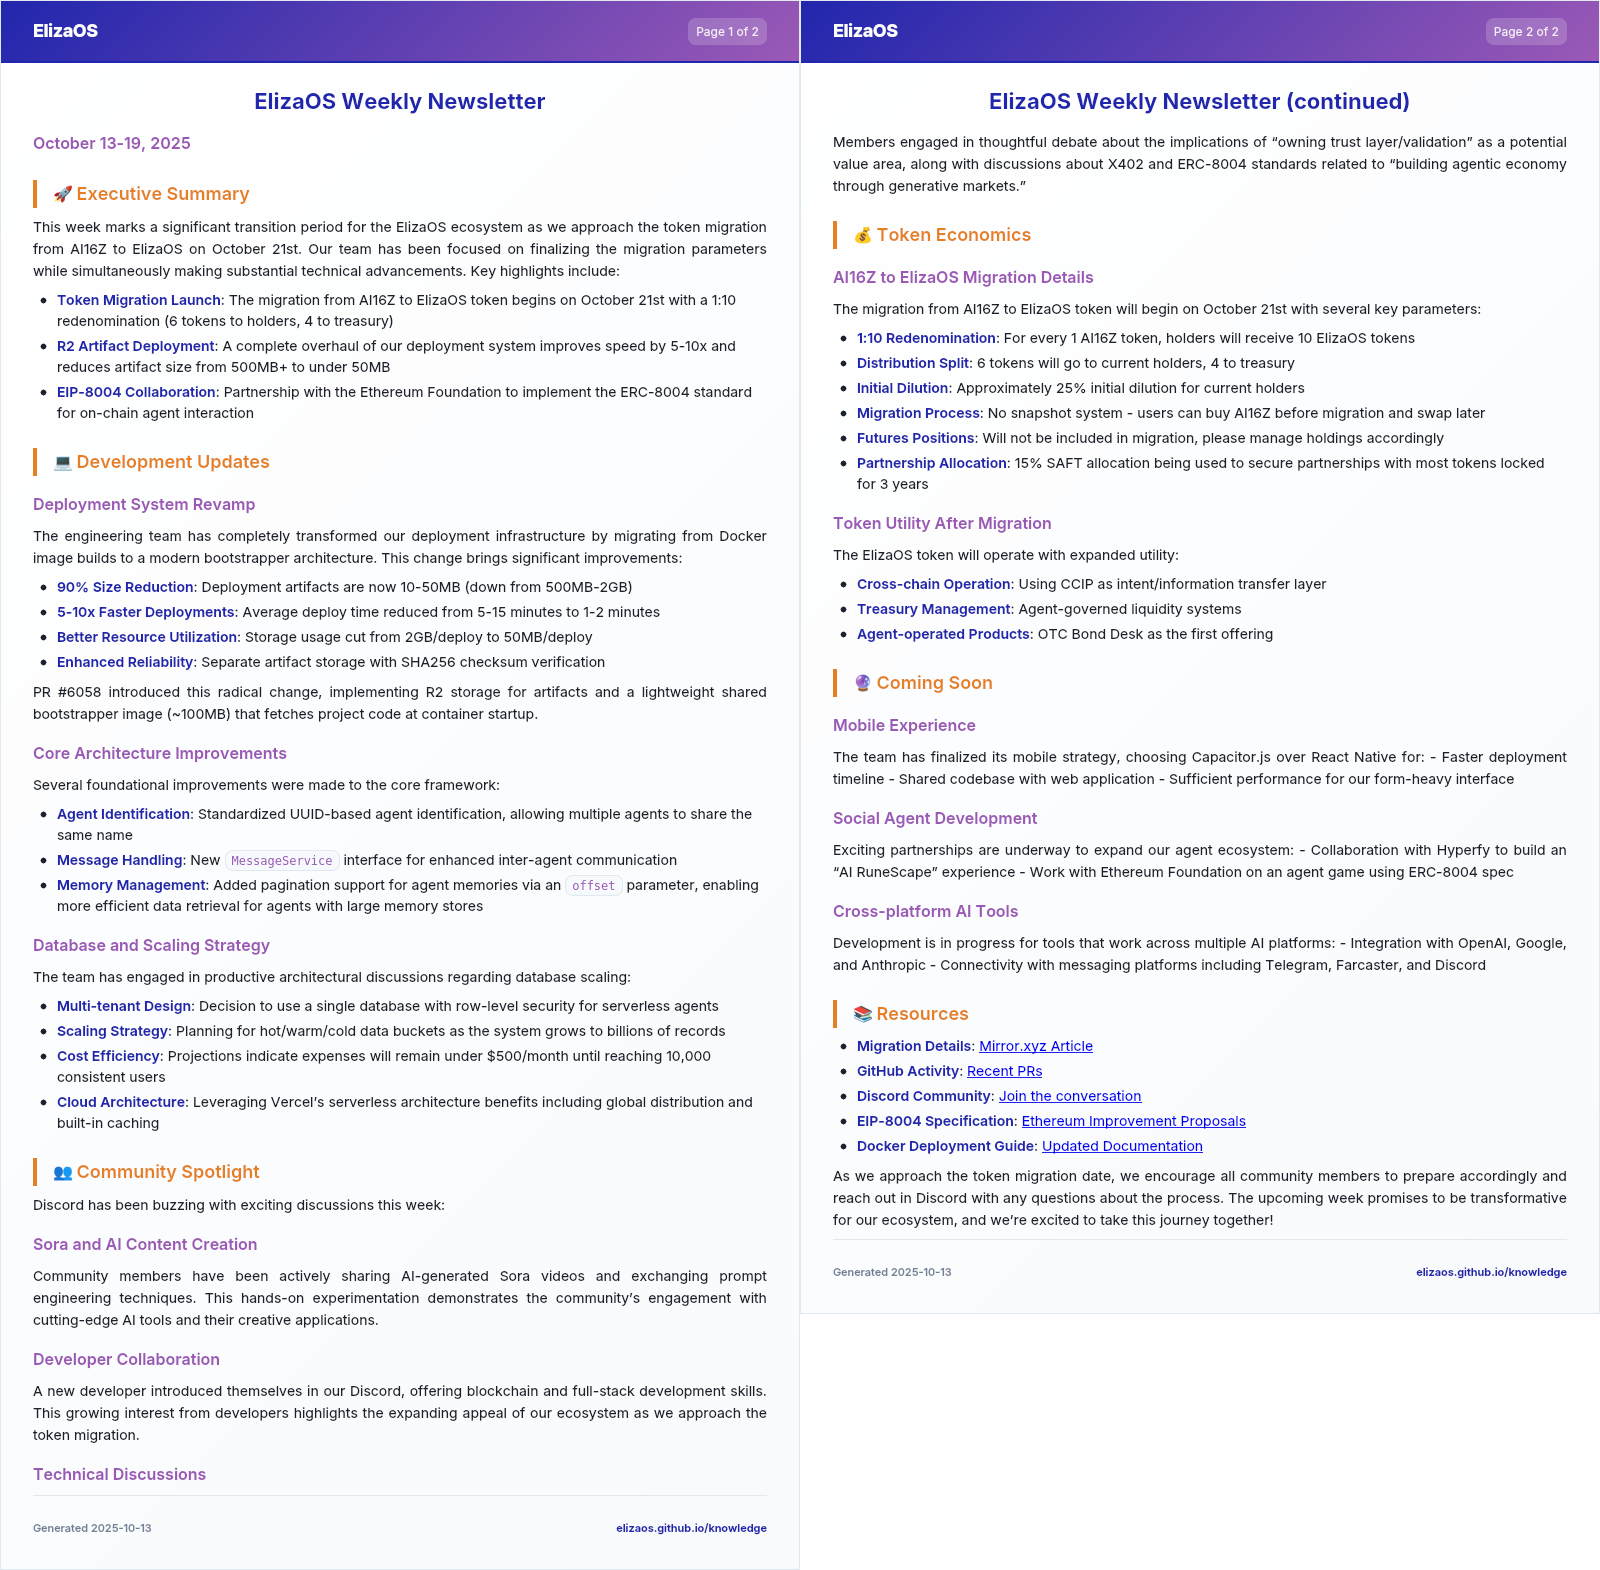 ElizaOS
Page 1 of 2
ElizaOS Weekly Newsletter
October 13-19, 2025
🚀 Executive Summary
This week marks a significant transition period for the ElizaOS ecosystem as we approach the token migration
from AI16Z to ElizaOS on October 21st. Our team has been focused on finalizing the migration parameters
while simultaneously making substantial technical advancements. Key highlights include:
• Token Migration Launch: The migration from AI16Z to ElizaOS token begins on October 21st with a 1:10
redenomination (6 tokens to holders, 4 to treasury)
• R2 Artifact Deployment: A complete overhaul of our deployment system improves speed by 5-10x and
reduces artifact size from 500MB+ to under 50MB
• EIP-8004 Collaboration: Partnership with the Ethereum Foundation to implement the ERC-8004 standard
for on-chain agent interaction
💻 Development Updates
Deployment System Revamp
The engineering team has completely transformed our deployment infrastructure by migrating from Docker
image builds to a modern bootstrapper architecture. This change brings significant improvements:
• 90% Size Reduction: Deployment artifacts are now 10-50MB (down from 500MB-2GB)
• 5-10x Faster Deployments: Average deploy time reduced from 5-15 minutes to 1-2 minutes
• Better Resource Utilization: Storage usage cut from 2GB/deploy to 50MB/deploy
• Enhanced Reliability: Separate artifact storage with SHA256 checksum verification
PR #6058 introduced this radical change, implementing R2 storage for artifacts and a lightweight shared
bootstrapper image (~100MB) that fetches project code at container startup.
Core Architecture Improvements
Several foundational improvements were made to the core framework:
• Agent Identification: Standardized UUID-based agent identification, allowing multiple agents to share the
same name
• Message Handling: New MessageService interface for enhanced inter-agent communication
• Memory Management: Added pagination support for agent memories via an offset parameter, enabling
more efficient data retrieval for agents with large memory stores
Database and Scaling Strategy
The team has engaged in productive architectural discussions regarding database scaling:
• Multi-tenant Design: Decision to use a single database with row-level security for serverless agents
• Scaling Strategy: Planning for hot/warm/cold data buckets as the system grows to billions of records
• Cost Efficiency: Projections indicate expenses will remain under $500/month until reaching 10,000
consistent users
• Cloud Architecture: Leveraging Vercel’s serverless architecture benefits including global distribution and
built-in caching
👥 Community Spotlight
Discord has been buzzing with exciting discussions this week:
Sora and AI Content Creation
Community members have been actively sharing AI-generated Sora videos and exchanging prompt
engineering techniques. This hands-on experimentation demonstrates the community’s engagement with
cutting-edge AI tools and their creative applications.
Developer Collaboration
A new developer introduced themselves in our Discord, offering blockchain and full-stack development skills.
This growing interest from developers highlights the expanding appeal of our ecosystem as we approach the
token migration.
Technical Discussions
Generated 2025-10-13
elizaos.github.io/knowledge
ElizaOS
Page 2 of 2
ElizaOS Weekly Newsletter (continued)
Members engaged in thoughtful debate about the implications of “owning trust layer/validation” as a potential
value area, along with discussions about X402 and ERC-8004 standards related to “building agentic economy
through generative markets.”
💰 Token Economics
AI16Z to ElizaOS Migration Details
The migration from AI16Z to ElizaOS token will begin on October 21st with several key parameters:
• 1:10 Redenomination: For every 1 AI16Z token, holders will receive 10 ElizaOS tokens
• Distribution Split: 6 tokens will go to current holders, 4 to treasury
• Initial Dilution: Approximately 25% initial dilution for current holders
• Migration Process: No snapshot system - users can buy AI16Z before migration and swap later
• Futures Positions: Will not be included in migration, please manage holdings accordingly
• Partnership Allocation: 15% SAFT allocation being used to secure partnerships with most tokens locked
for 3 years
Token Utility After Migration
The ElizaOS token will operate with expanded utility:
• Cross-chain Operation: Using CCIP as intent/information transfer layer
• Treasury Management: Agent-governed liquidity systems
• Agent-operated Products: OTC Bond Desk as the first offering
🔮 Coming Soon
Mobile Experience
The team has finalized its mobile strategy, choosing Capacitor.js over React Native for: - Faster deployment
timeline - Shared codebase with web application - Sufficient performance for our form-heavy interface
Social Agent Development
Exciting partnerships are underway to expand our agent ecosystem: - Collaboration with Hyperfy to build an
“AI RuneScape” experience - Work with Ethereum Foundation on an agent game using ERC-8004 spec
Cross-platform AI Tools
Development is in progress for tools that work across multiple AI platforms: - Integration with OpenAI, Google,
and Anthropic - Connectivity with messaging platforms including Telegram, Farcaster, and Discord
📚 Resources
• Migration Details: Mirror.xyz Article
• GitHub Activity: Recent PRs
• Discord Community: Join the conversation
• EIP-8004 Specification: Ethereum Improvement Proposals
• Docker Deployment Guide: Updated Documentation
As we approach the token migration date, we encourage all community members to prepare accordingly and
reach out in Discord with any questions about the process. The upcoming week promises to be transformative
for our ecosystem, and we’re excited to take this journey together!
Generated 2025-10-13
elizaos.github.io/knowledge